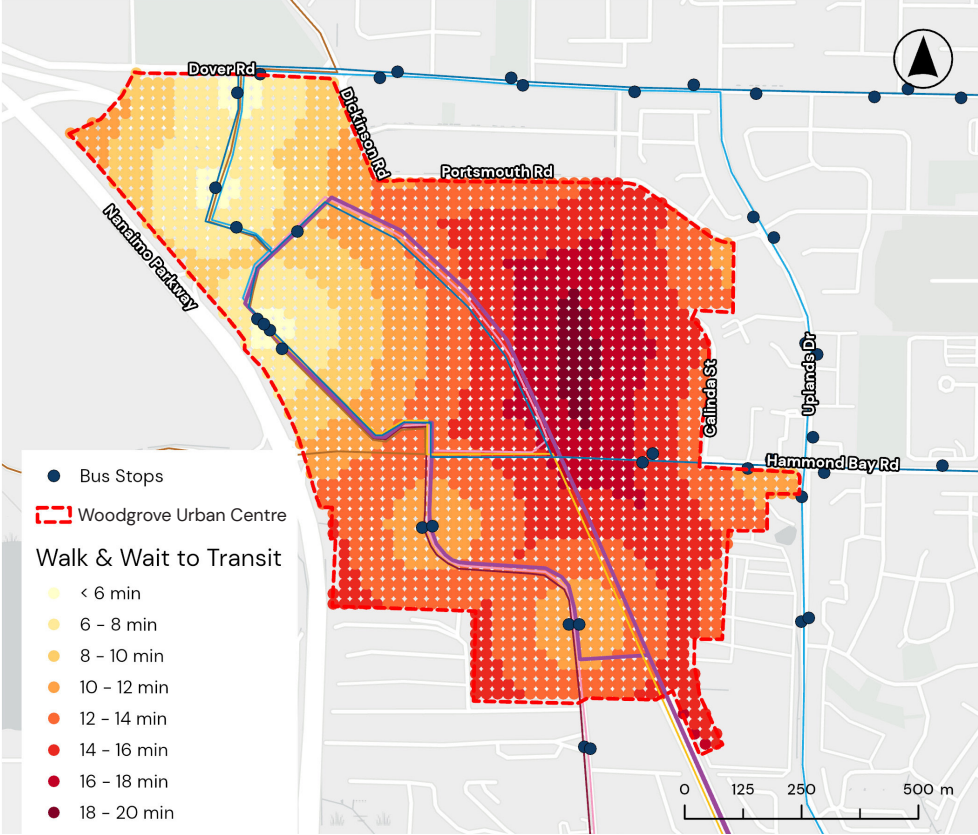 Dover Rd
Dickinson Rd
Portsmouth Rd
Nanaimo Parkway
Calinda St
Uplands Dr
Hammond Bay Rd
Bus Stops
Woodgrove Urban Centre
Walk & Wait to Transit
< 6 min
6 - 8 min
8 - 10 min
10 - 12 min
12 - 14 min
14 - 16 min
16 - 18 min
18 - 20 min
0 125 250 500 m